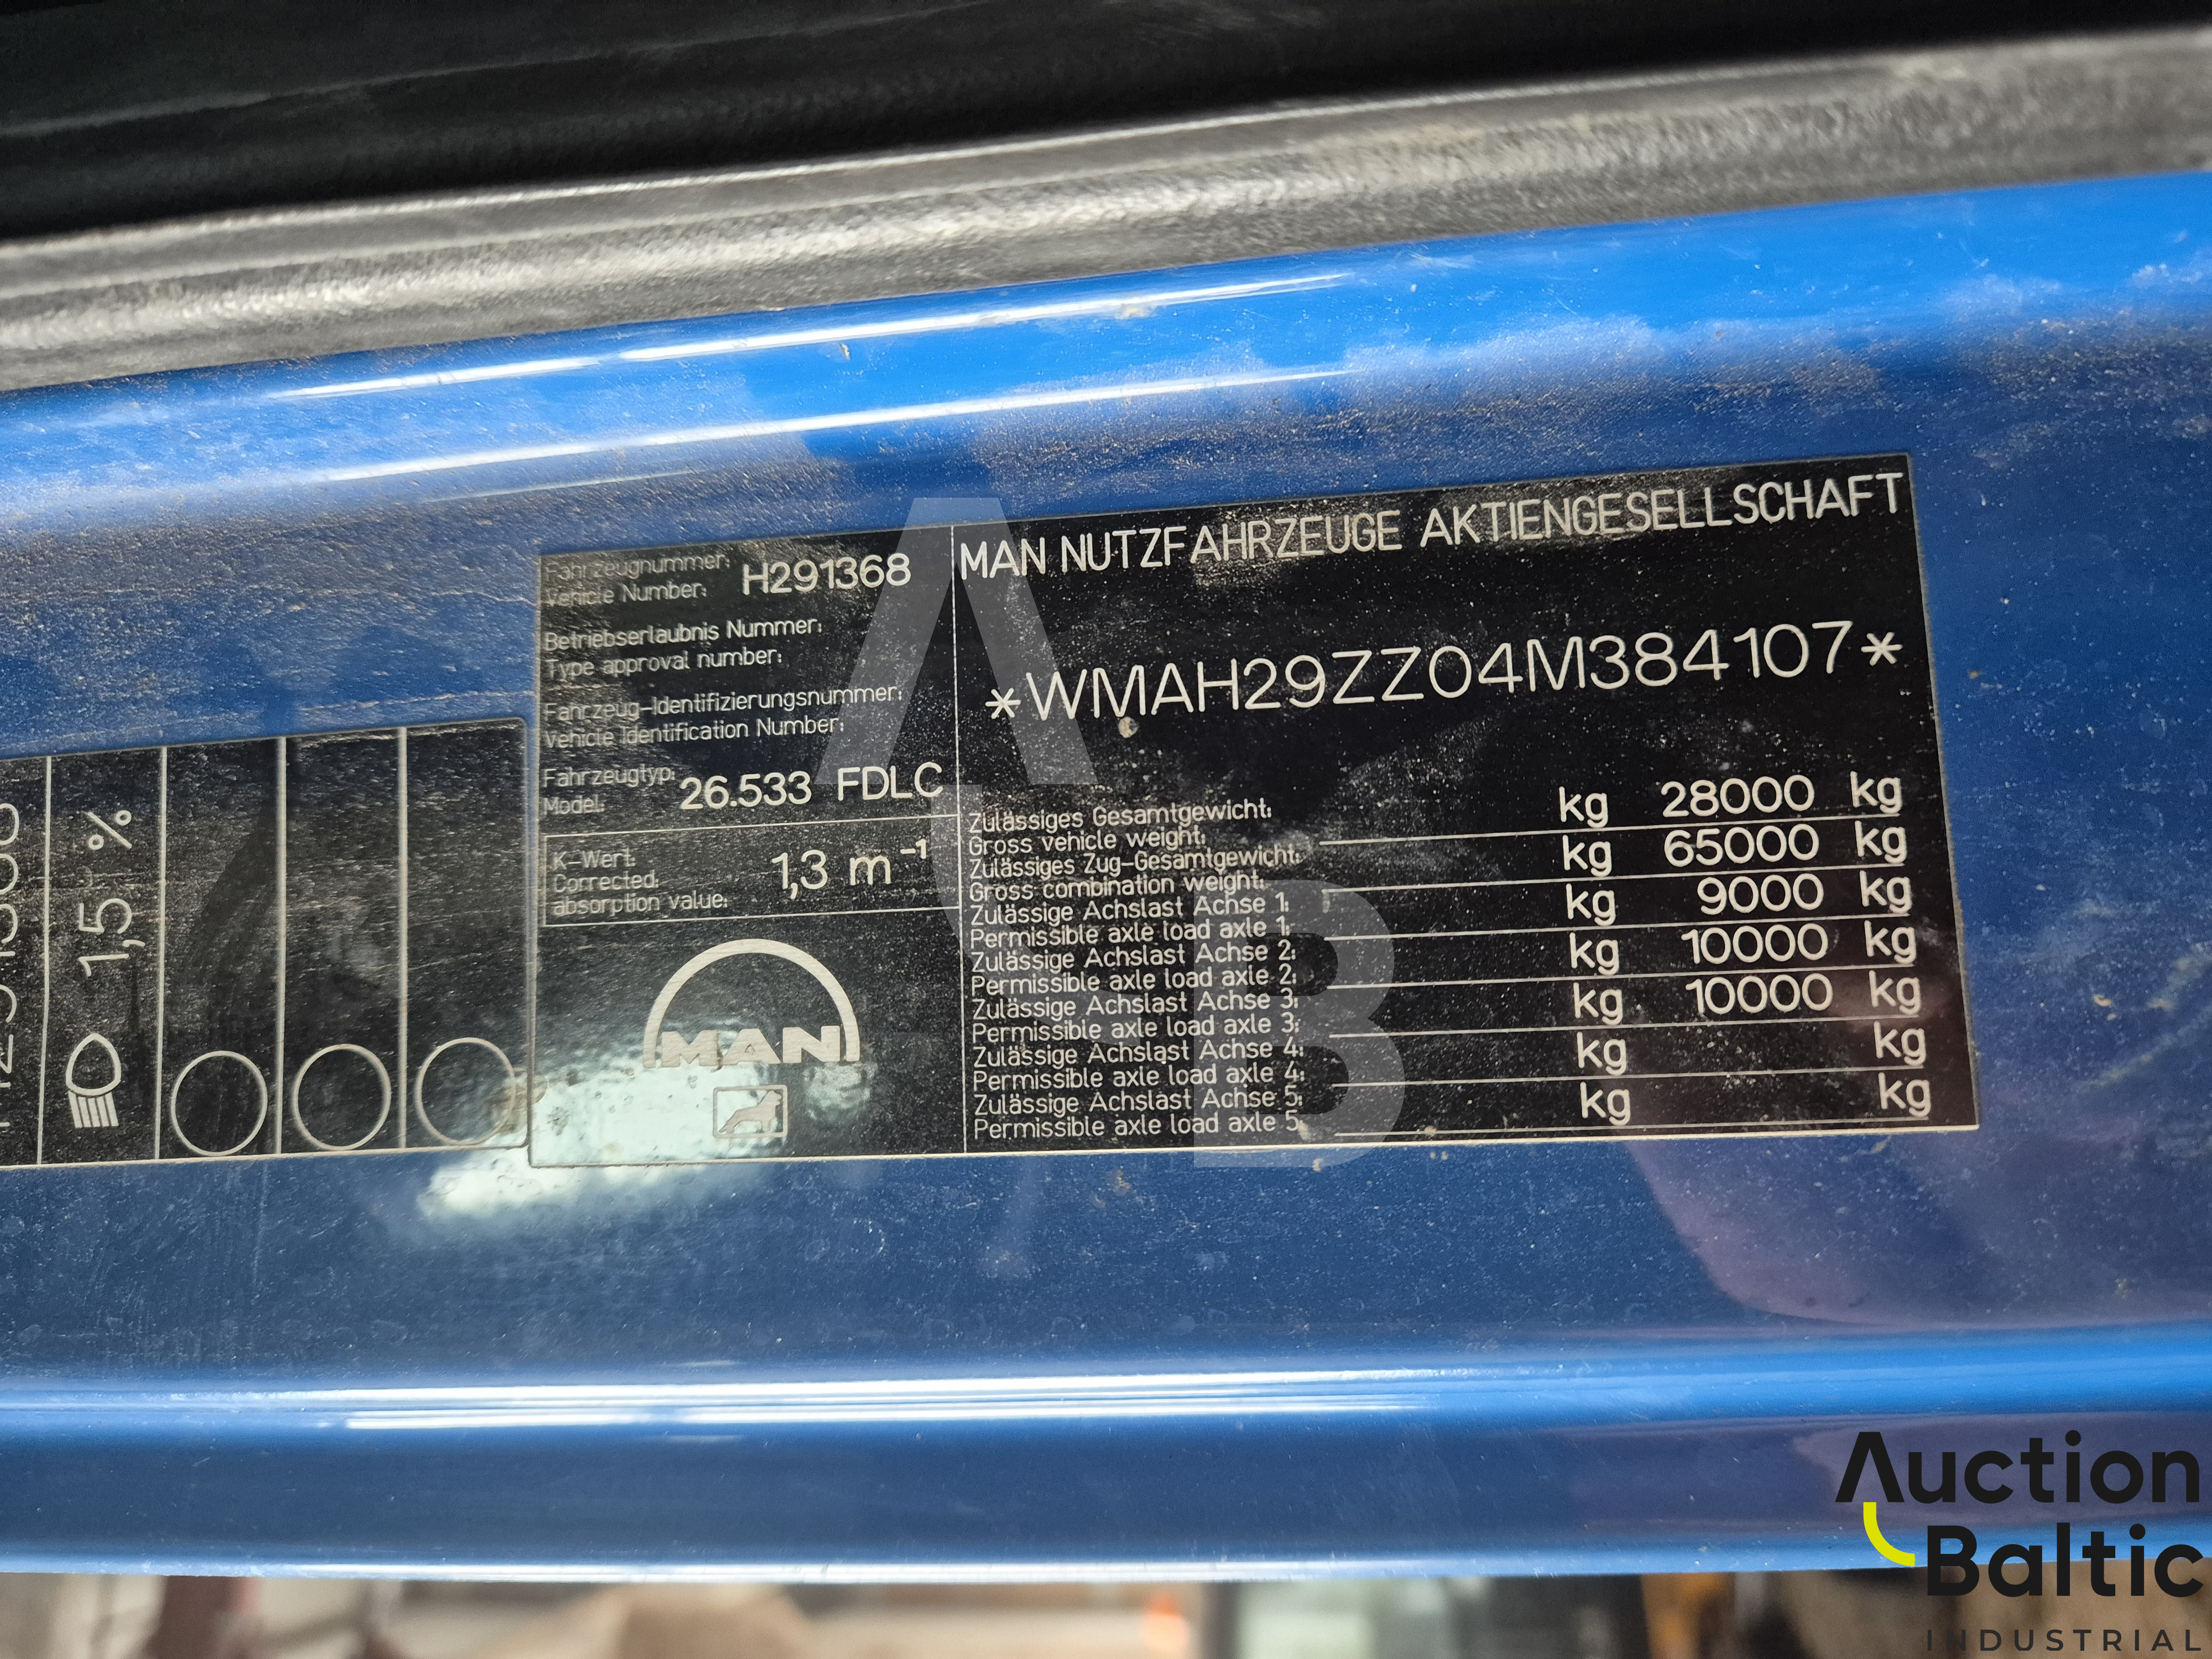 Fahrzeugnummer:
Vehicle Number:
H291368
Betriebserlaubnis Nummer:
Type approval number:
Fahrzeug-Identifizierungsnummer:
Vehicle Identification Number:
Fahrzeugtyp:
Model:
26.533 FDLC
K-Wert:
Corrected:
absorption value:
1,3 m⁻¹
MAN
MAN NUTZFAHRZEUGE AKTIENGESELLSCHAFT
*WMAH29ZZ04M384107*
Zulässiges Gesamtgewicht:
Gross vehicle weight:
kg 28000 kg
Zulässiges Zug-Gesamtgewicht:
Gross combination weight:
kg 65000 kg
Zulässige Achslast Achse 1:
Permissible axle load axle 1:
kg 9000 kg
Zulässige Achslast Achse 2:
Permissible axle load axle 2:
kg 10000 kg
Zulässige Achslast Achse 3:
Permissible axle load axle 3:
kg 10000 kg
Zulässige Achslast Achse 4:
Permissible axle load axle 4:
kg kg
Zulässige Achslast Achse 5:
Permissible axle load axle 5:
kg kg
1,5 %
A
B
Auction
Baltic
INDUSTRIAL